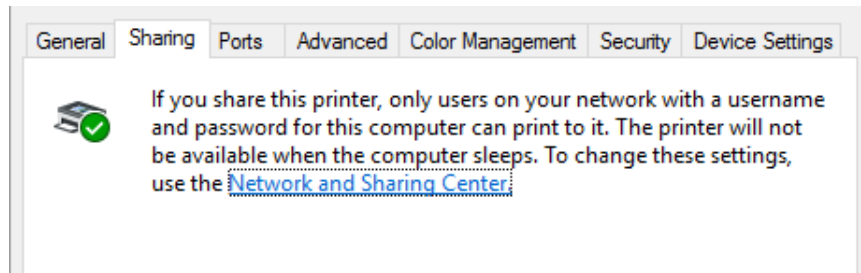 General Sharing Ports Advanced Color Management Security Device Settings
If you share this printer, only users on your network with a username
and password for this computer can print to it. The printer will not
be available when the computer sleeps. To change these settings,
use the Network and Sharing Center.